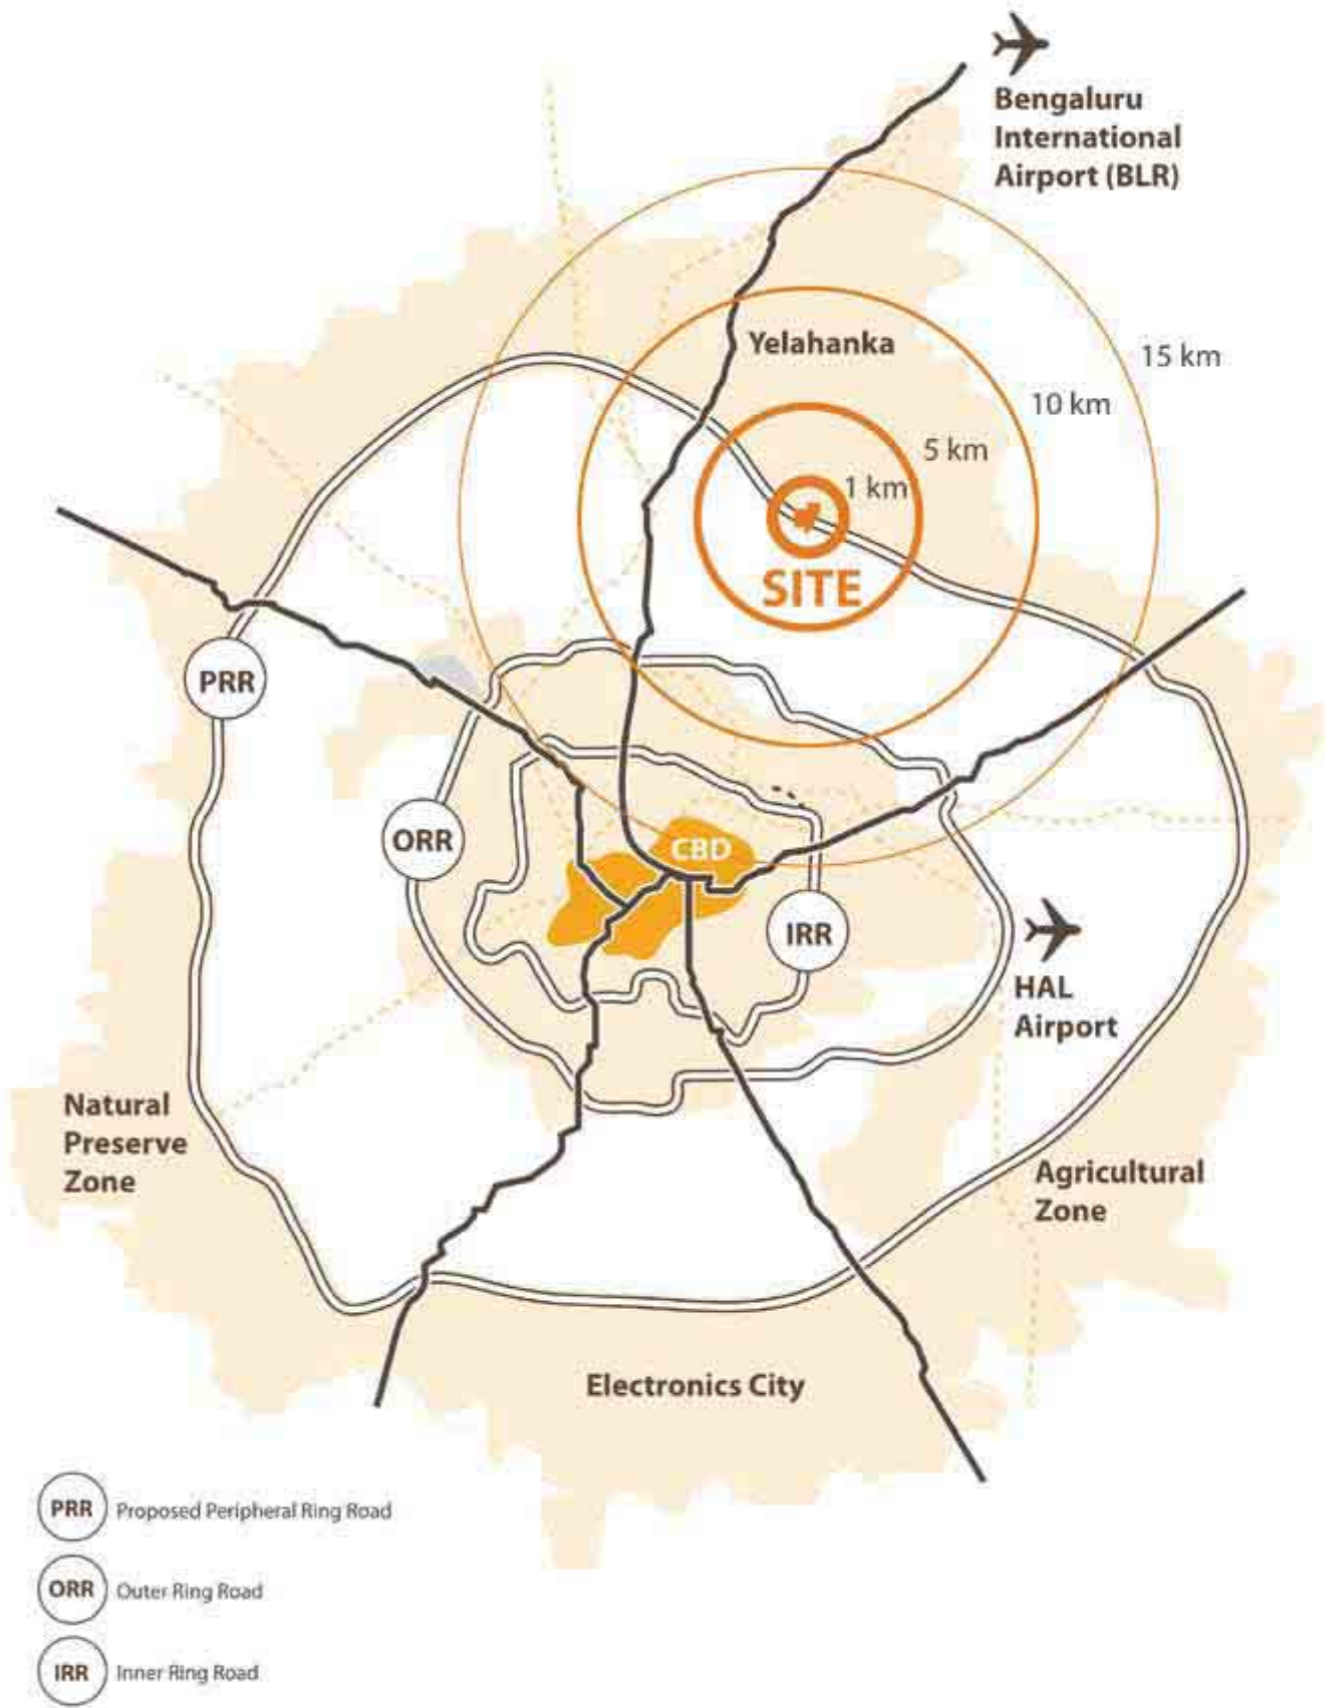 Bengaluru
International
Airport (BLR)
Yelahanka
15 km
10 km
5 km
1 km
SITE
PRR
ORR
CBD
IRR
HAL
Airport
Natural
Preserve
Zone
Agricultural
Zone
Electronics City
PRR Proposed Peripheral Ring Road
ORR Outer Ring Road
IRR Inner Ring Road